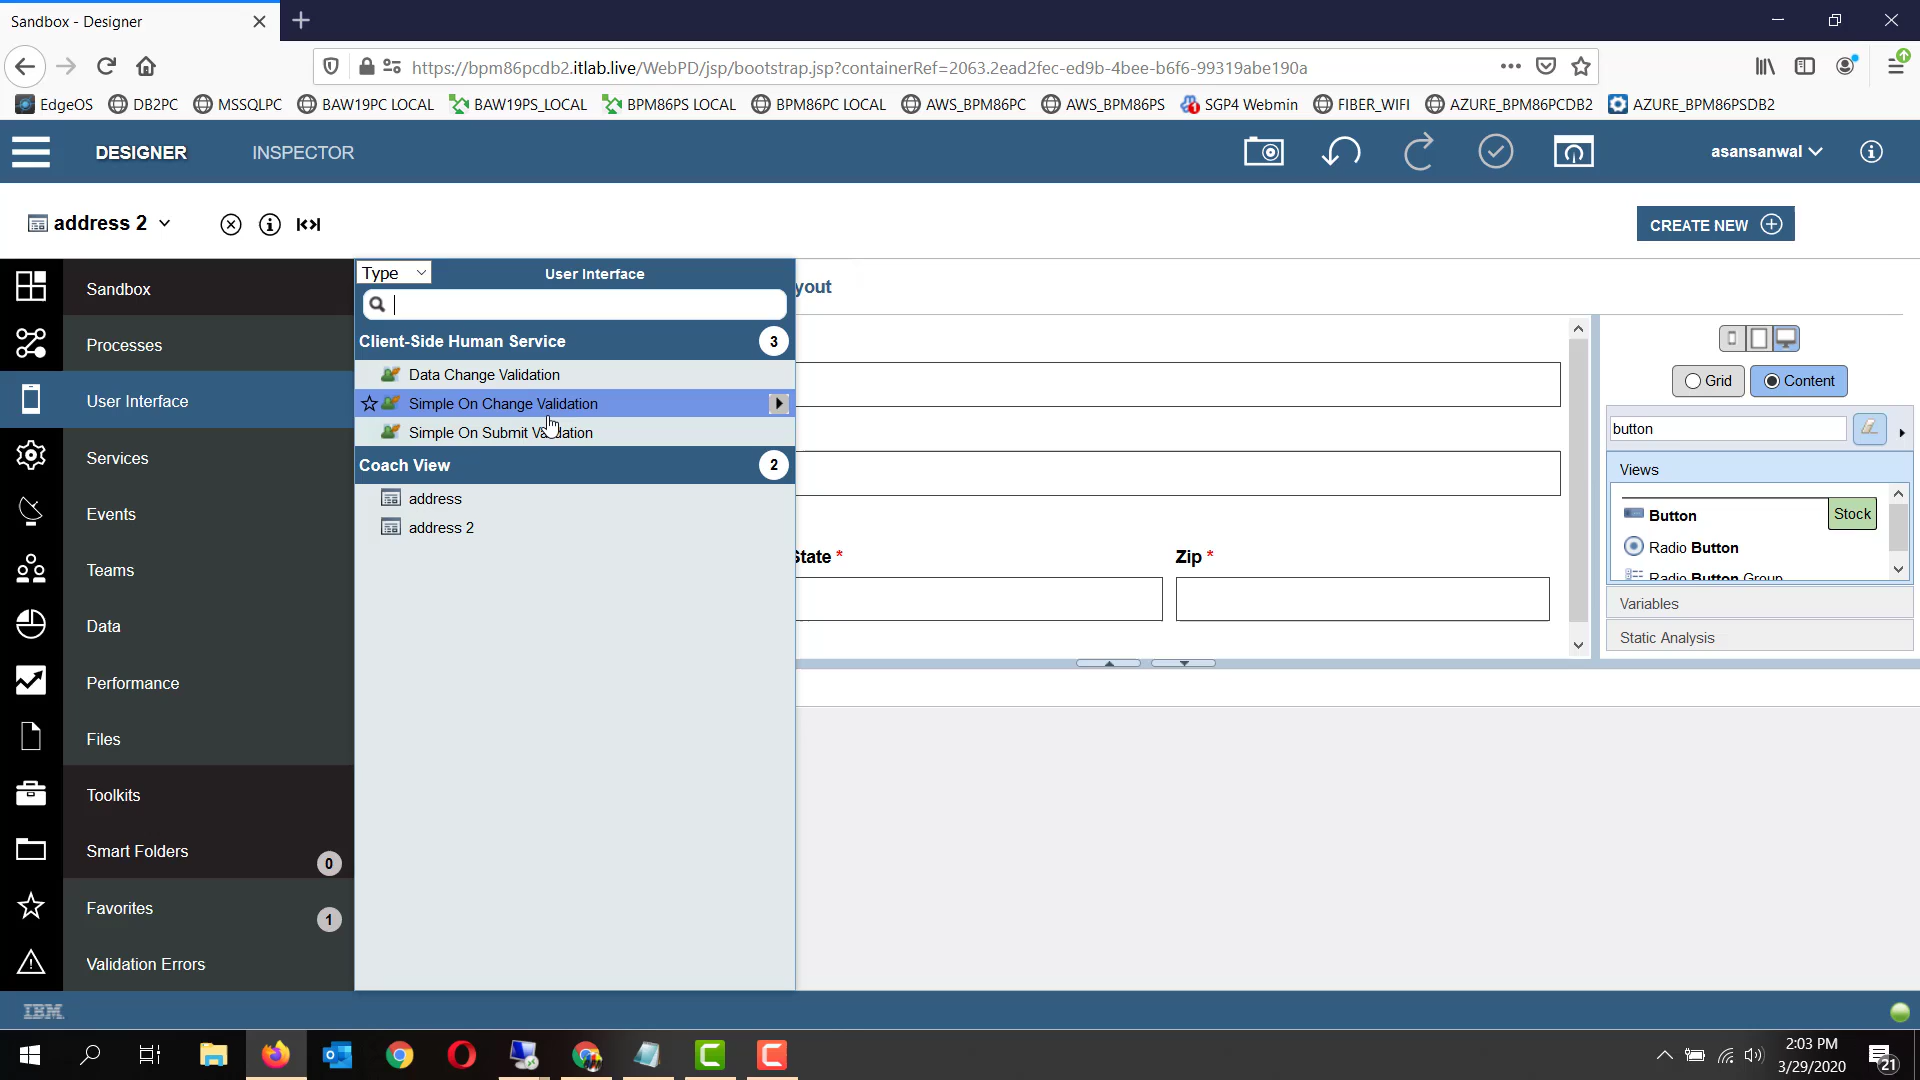 Sandbox - Designer
https://bpm86pcdb2.itlab.live/WebPD/jsp/bootstrap.jsp?containerRef=2063.2ead2fec-ed9b-4bee-b6f6-99319abe190a
EdgeOS DB2PC MSSQLPC BAW19PC LOCAL BAW19PS_LOCAL BPM86PS LOCAL BPM86PC LOCAL AWS_BPM86PC AWS_BPM86PS SGP4 Webmin FIBER_WIFI AZURE_BPM86PCDB2 AZURE_BPM86PSDB2
DESIGNER INSPECTOR asansanwal
address 2 CREATE NEW
Type User Interface
Sandbox
yout
Client-Side Human Service 3
Processes
Data Change Validation
Grid Content
User Interface
Simple On Change Validation
Simple On Submit Validation
button
Services
Coach View 2
Views
address
Button Stock
Events
address 2
Radio Button
State * Zip *
Teams
Radio Button Group
Variables
Data
Static Analysis
Performance
Files
Toolkits
Smart Folders 0
Favorites 1
Validation Errors
IBM
2:03 PM
3/29/2020 21